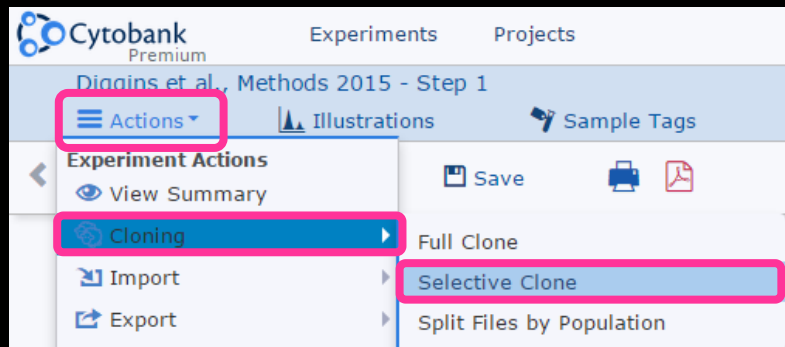 Cytobank
Premium
Experiments
Projects
Diggins et al., Methods 2015 - Step 1
Actions
Illustrations
Sample Tags
Experiment Actions
View Summary
Save
Cloning
Full Clone
Import
Selective Clone
Export
Split Files by Population